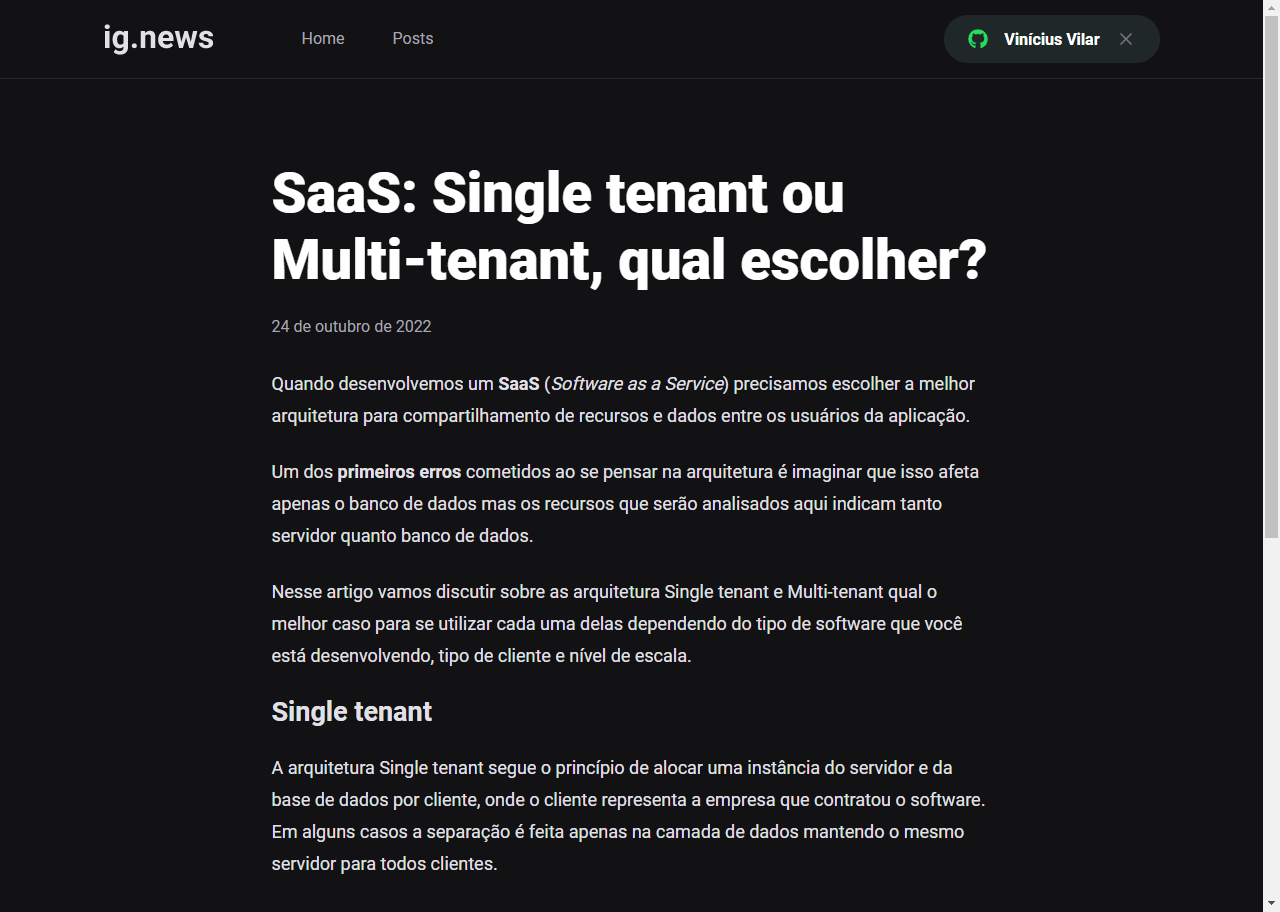 ig.news
Home
Posts
Vinícius Vilar
SaaS: Single tenant ou
Multi-tenant, qual escolher?
24 de outubro de 2022
Quando desenvolvemos um SaaS (Software as a Service) precisamos escolher a melhor
arquitetura para compartilhamento de recursos e dados entre os usuários da aplicação.
Um dos primeiros erros cometidos ao se pensar na arquitetura é imaginar que isso afeta
apenas o banco de dados mas os recursos que serão analisados aqui indicam tanto
servidor quanto banco de dados.
Nesse artigo vamos discutir sobre as arquitetura Single tenant e Multi-tenant qual o
melhor caso para se utilizar cada uma delas dependendo do tipo de software que você
está desenvolvendo, tipo de cliente e nível de escala.
Single tenant
A arquitetura Single tenant segue o princípio de alocar uma instância do servidor e da
base de dados por cliente, onde o cliente representa a empresa que contratou o software.
Em alguns casos a separação é feita apenas na camada de dados mantendo o mesmo
servidor para todos clientes.